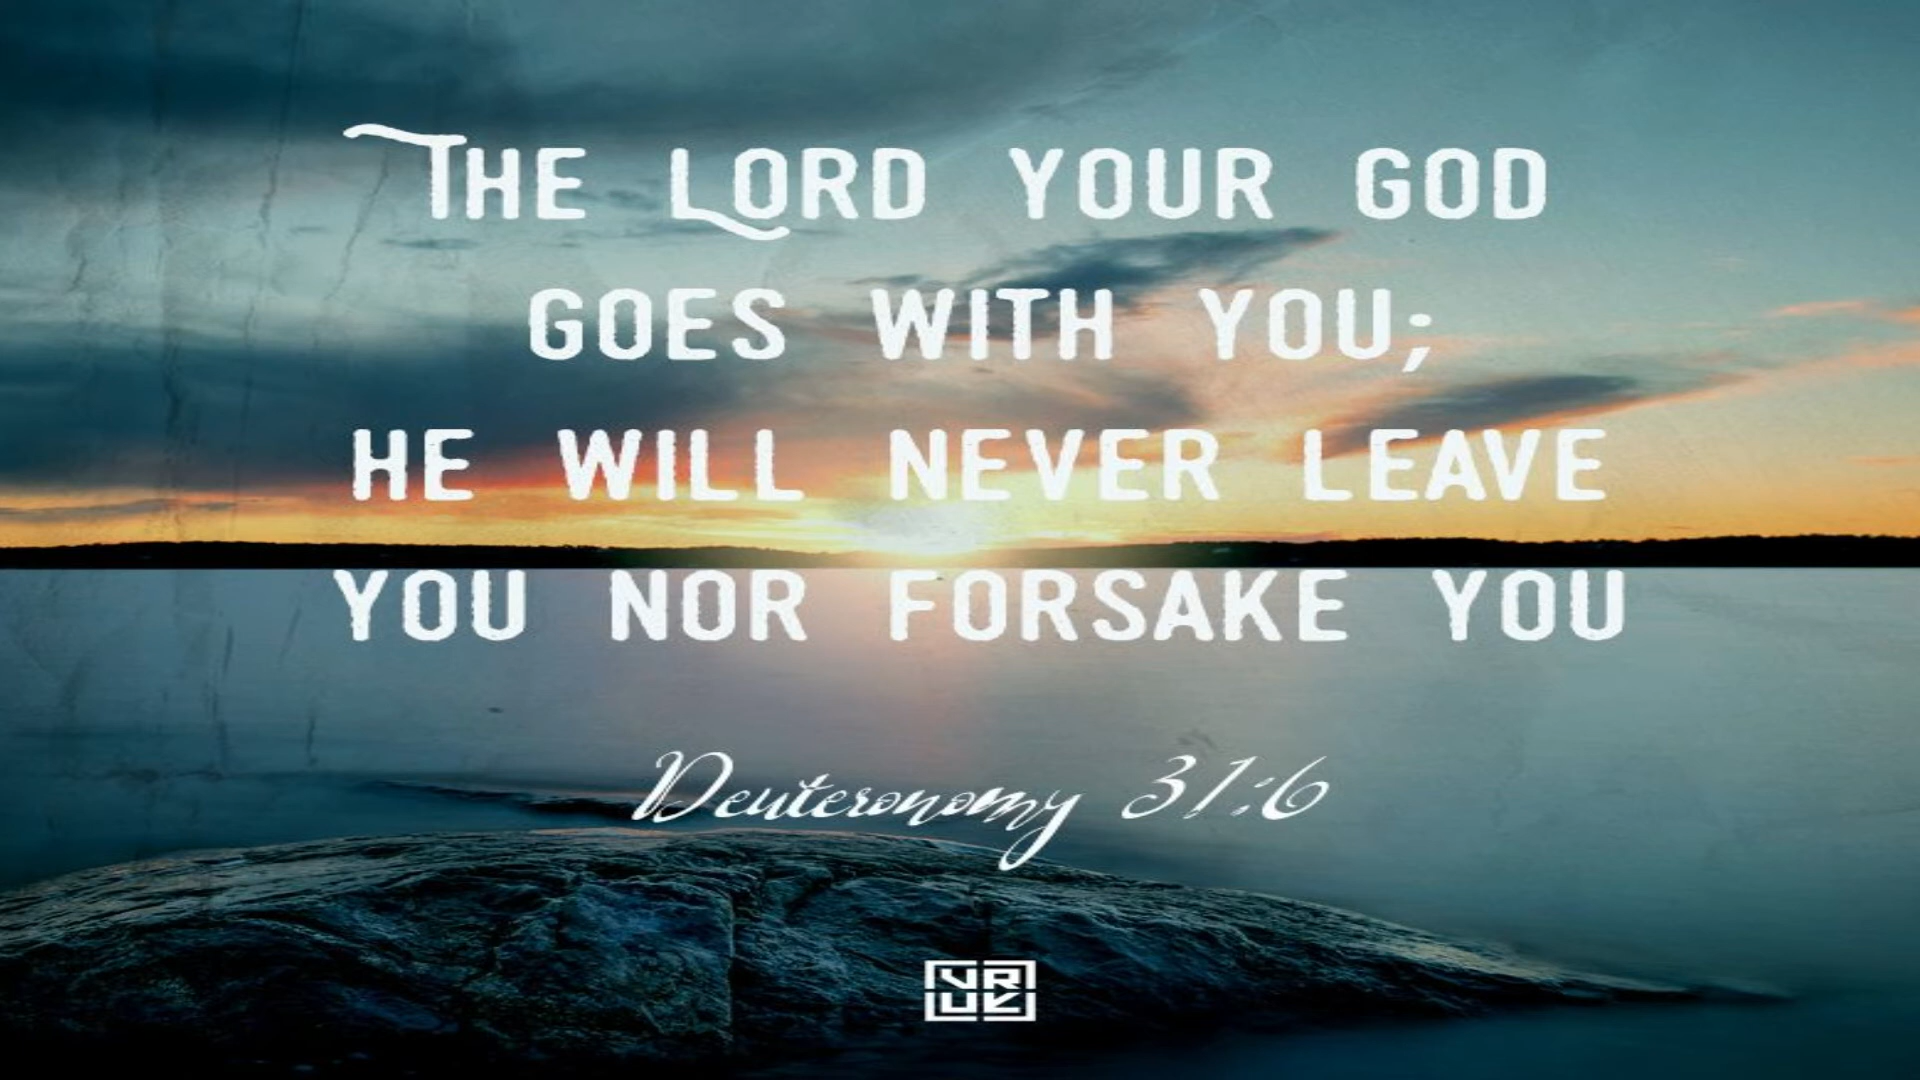 THE LORD YOUR GOD
GOES WITH YOU;
HE WILL NEVER LEAVE
YOU NOR FORSAKE YOU
Deuteronomy 31:6